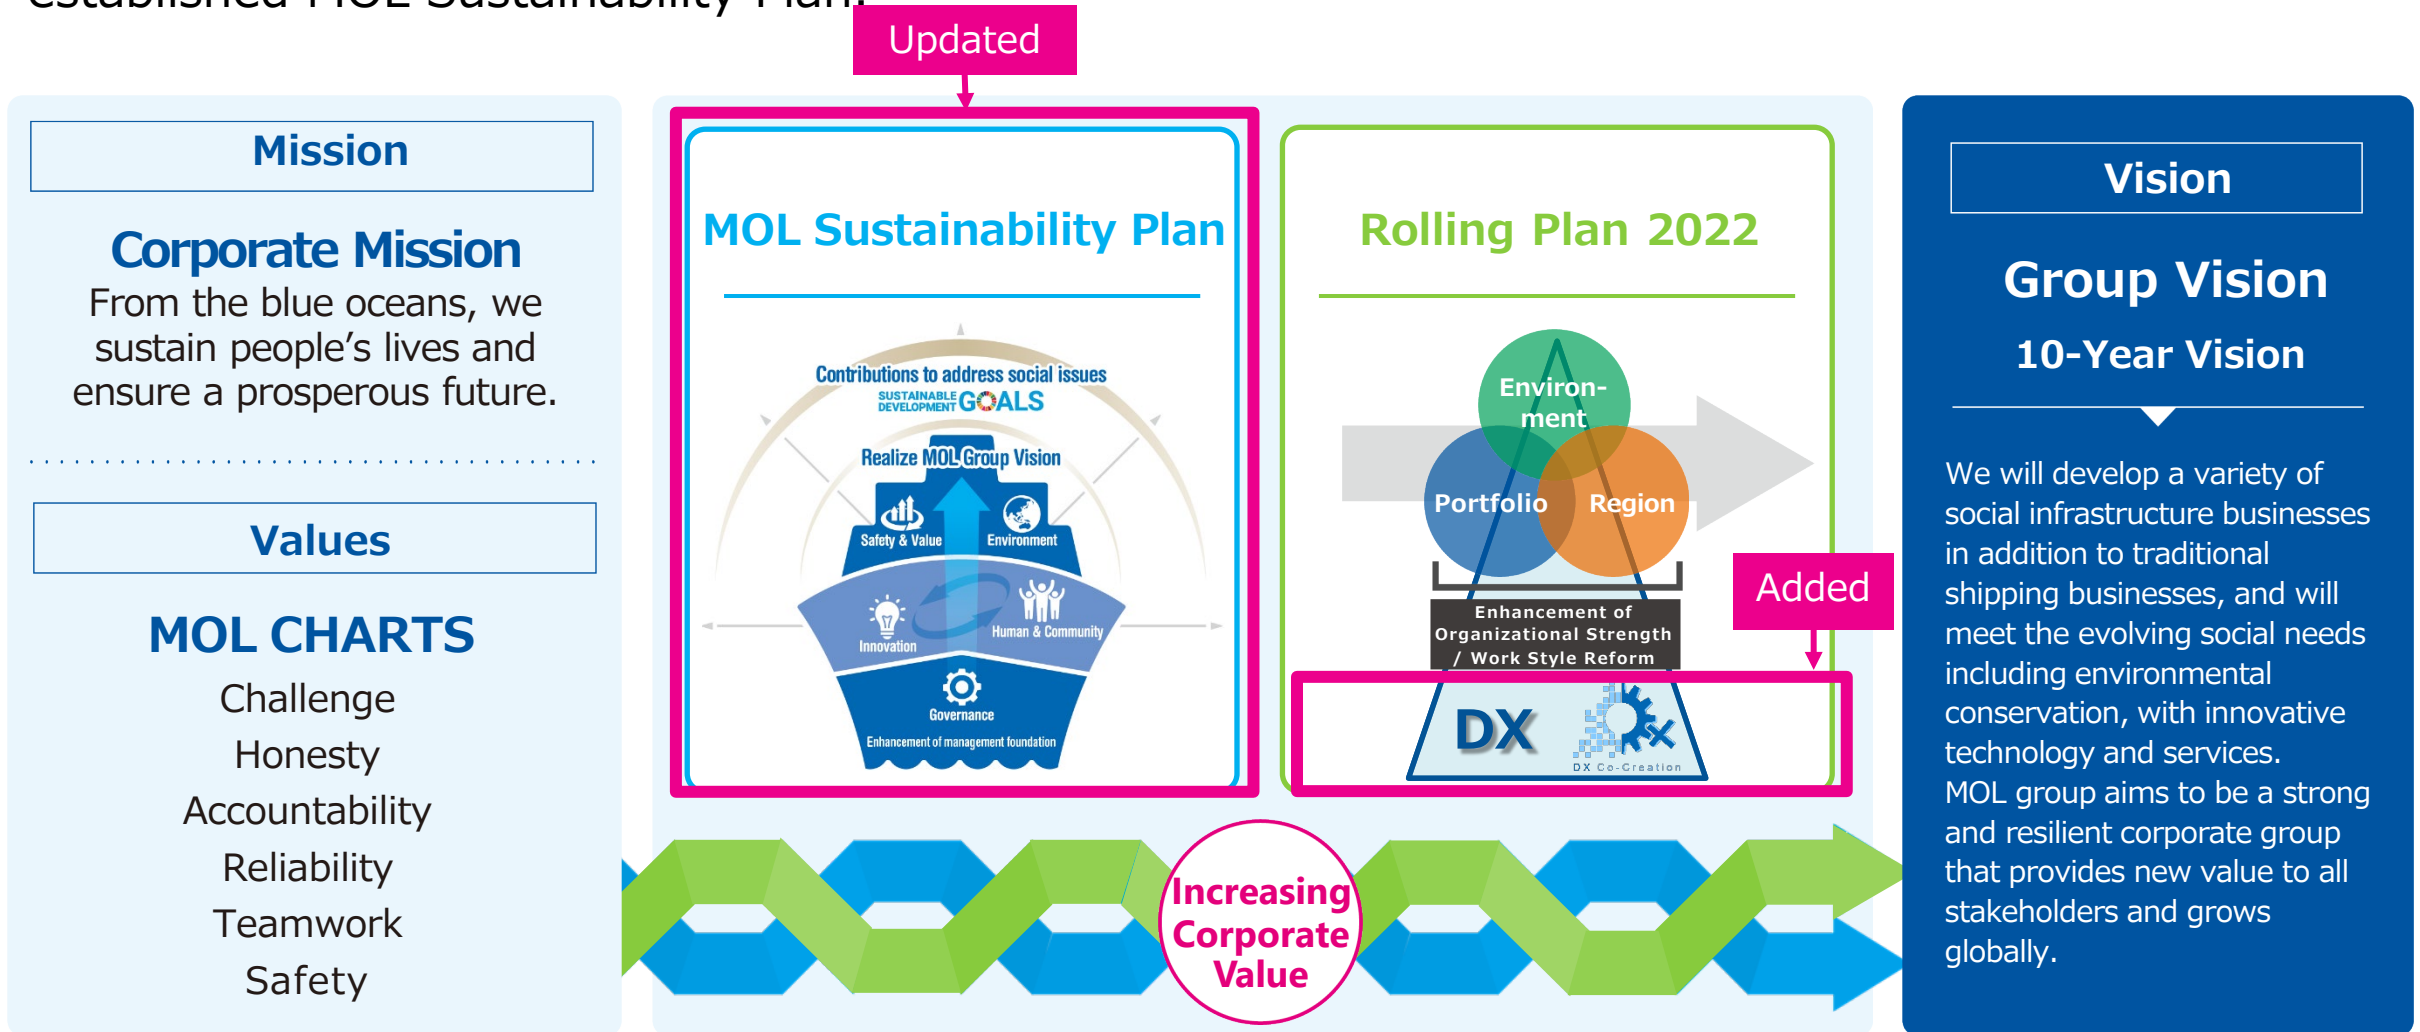 established MOL Sustainability Plan.
Updated
Mission
Corporate Mission
From the blue oceans, we
sustain people's lives and
ensure a prosperous future.
Values
MOL CHARTS
Challenge
Honesty
Accountability
Reliability
Teamwork
Safety
MOL Sustainability Plan
Contributions to address social issues
SUSTAINABLE
DEVELOPMENT GOALS
Realize MOL Group Vision
Safety & Value
Environment
Innovation
Human & Community
Governance
Enhancement of management foundation
Rolling Plan 2022
Environ-
ment
Portfolio
Region
Enhancement of
Organizational Strength
/ Work Style Reform
Added
DX
DX Co-Creation
Increasing
Corporate
Value
Vision
Group Vision
10-Year Vision
We will develop a variety of
social infrastructure businesses
in addition to traditional
shipping businesses, and will
meet the evolving social needs
including environmental
conservation, with innovative
technology and services.
MOL group aims to be a strong
and resilient corporate group
that provides new value to all
stakeholders and grows
globally.